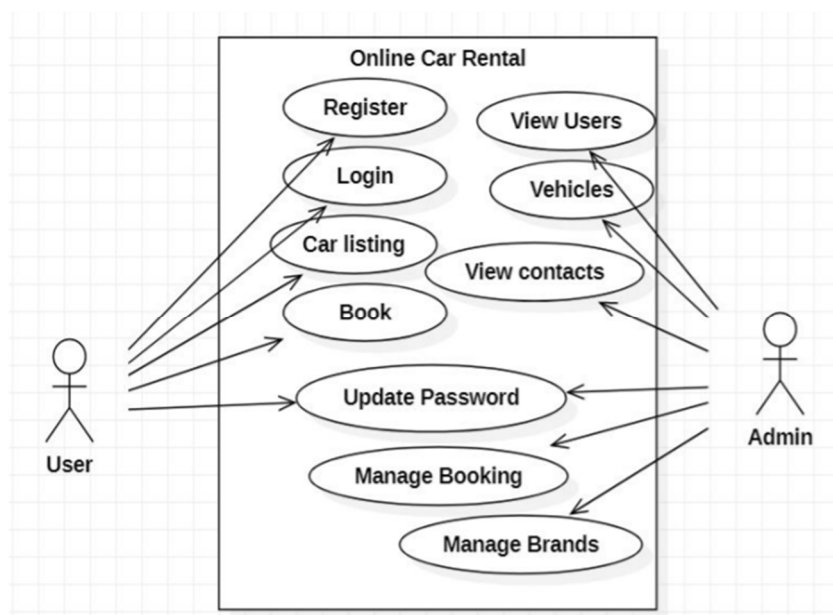 Online Car Rental
Register
View Users
Login
Vehicles
Car listing
View contacts
Book
Update Password
User
Admin
Manage Booking
Manage Brands